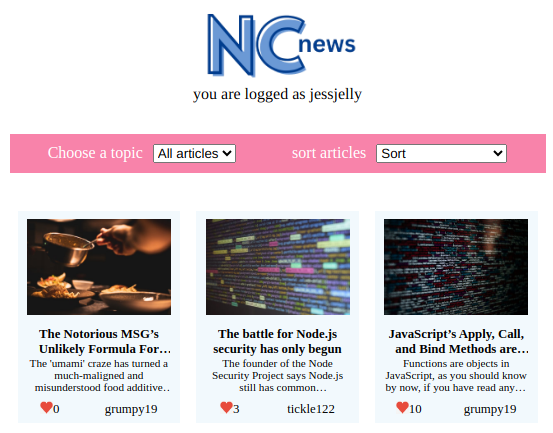 NC news
you are logged as jessjelly
Choose a topic All articles sort articles Sort
The Notorious MSG’s
Unlikely Formula For…
The 'umami' craze has turned a
much-maligned and
misunderstood food additive…
0 grumpy19
The battle for Node.js
security has only begun
The founder of the Node
Security Project says Node.js
still has common…
3 tickle122
JavaScript’s Apply, Call,
and Bind Methods are…
Functions are objects in
JavaScript, as you should know
by now, if you have read any…
10 grumpy19